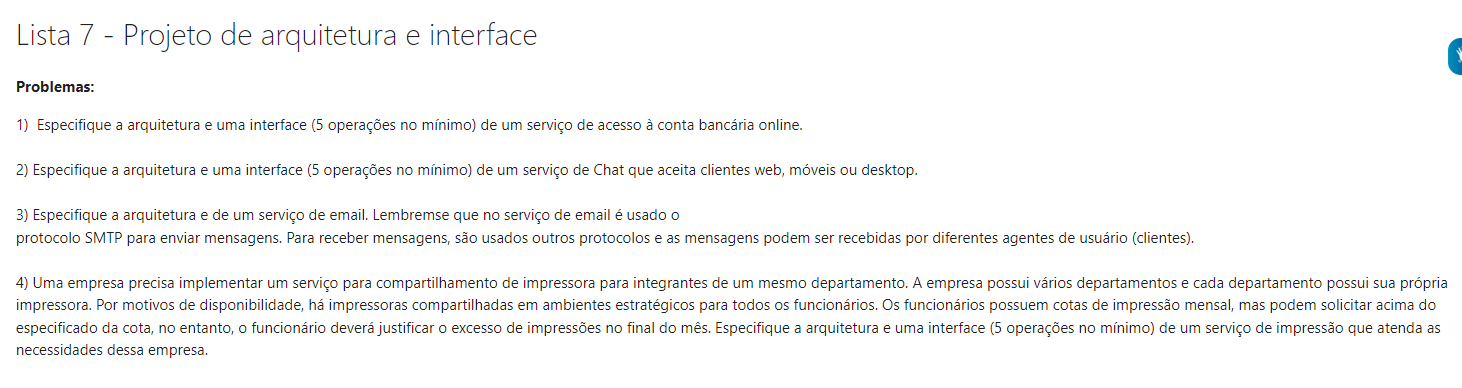 Lista 7 - Projeto de arquitetura e interface
Problemas:
1) Especifique a arquitetura e uma interface (5 operações no mínimo) de um serviço de acesso à conta bancária online.
2) Especifique a arquitetura e uma interface (5 operações no mínimo) de um serviço de Chat que aceita clientes web, móveis ou desktop.
3) Especifique a arquitetura e de um serviço de email. Lembremse que no serviço de email é usado o
protocolo SMTP para enviar mensagens. Para receber mensagens, são usados outros protocolos e as mensagens podem ser recebidas por diferentes agentes de usuário (clientes).
4) Uma empresa precisa implementar um serviço para compartilhamento de impressora para integrantes de um mesmo departamento. A empresa possui vários departamentos e cada departamento possui sua própria
impressora. Por motivos de disponibilidade, há impressoras compartilhadas em ambientes estratégicos para todos os funcionários. Os funcionários possuem cotas de impressão mensal, mas podem solicitar acima do
especificado da cota, no entanto, o funcionário deverá justificar o excesso de impressões no final do mês. Especifique a arquitetura e uma interface (5 operações no mínimo) de um serviço de impressão que atenda as
necessidades dessa empresa.